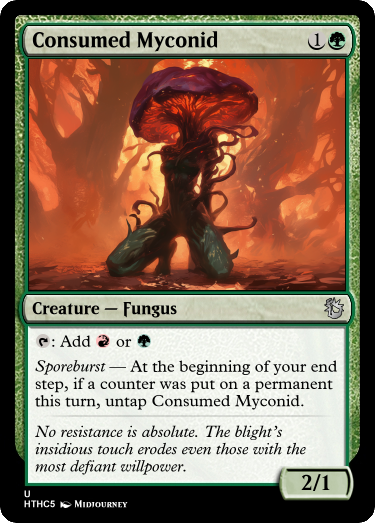 Consumed Myconid 1
Creature — Fungus
: Add or
Sporeburst — At the beginning of your end
step, if a counter was put on a permanent
this turn, untap Consumed Myconid.
No resistance is absolute. The blight's
insidious touch erodes even those with the
most defiant willpower.
2/1
U
HTHC5 MIDJOURNEY